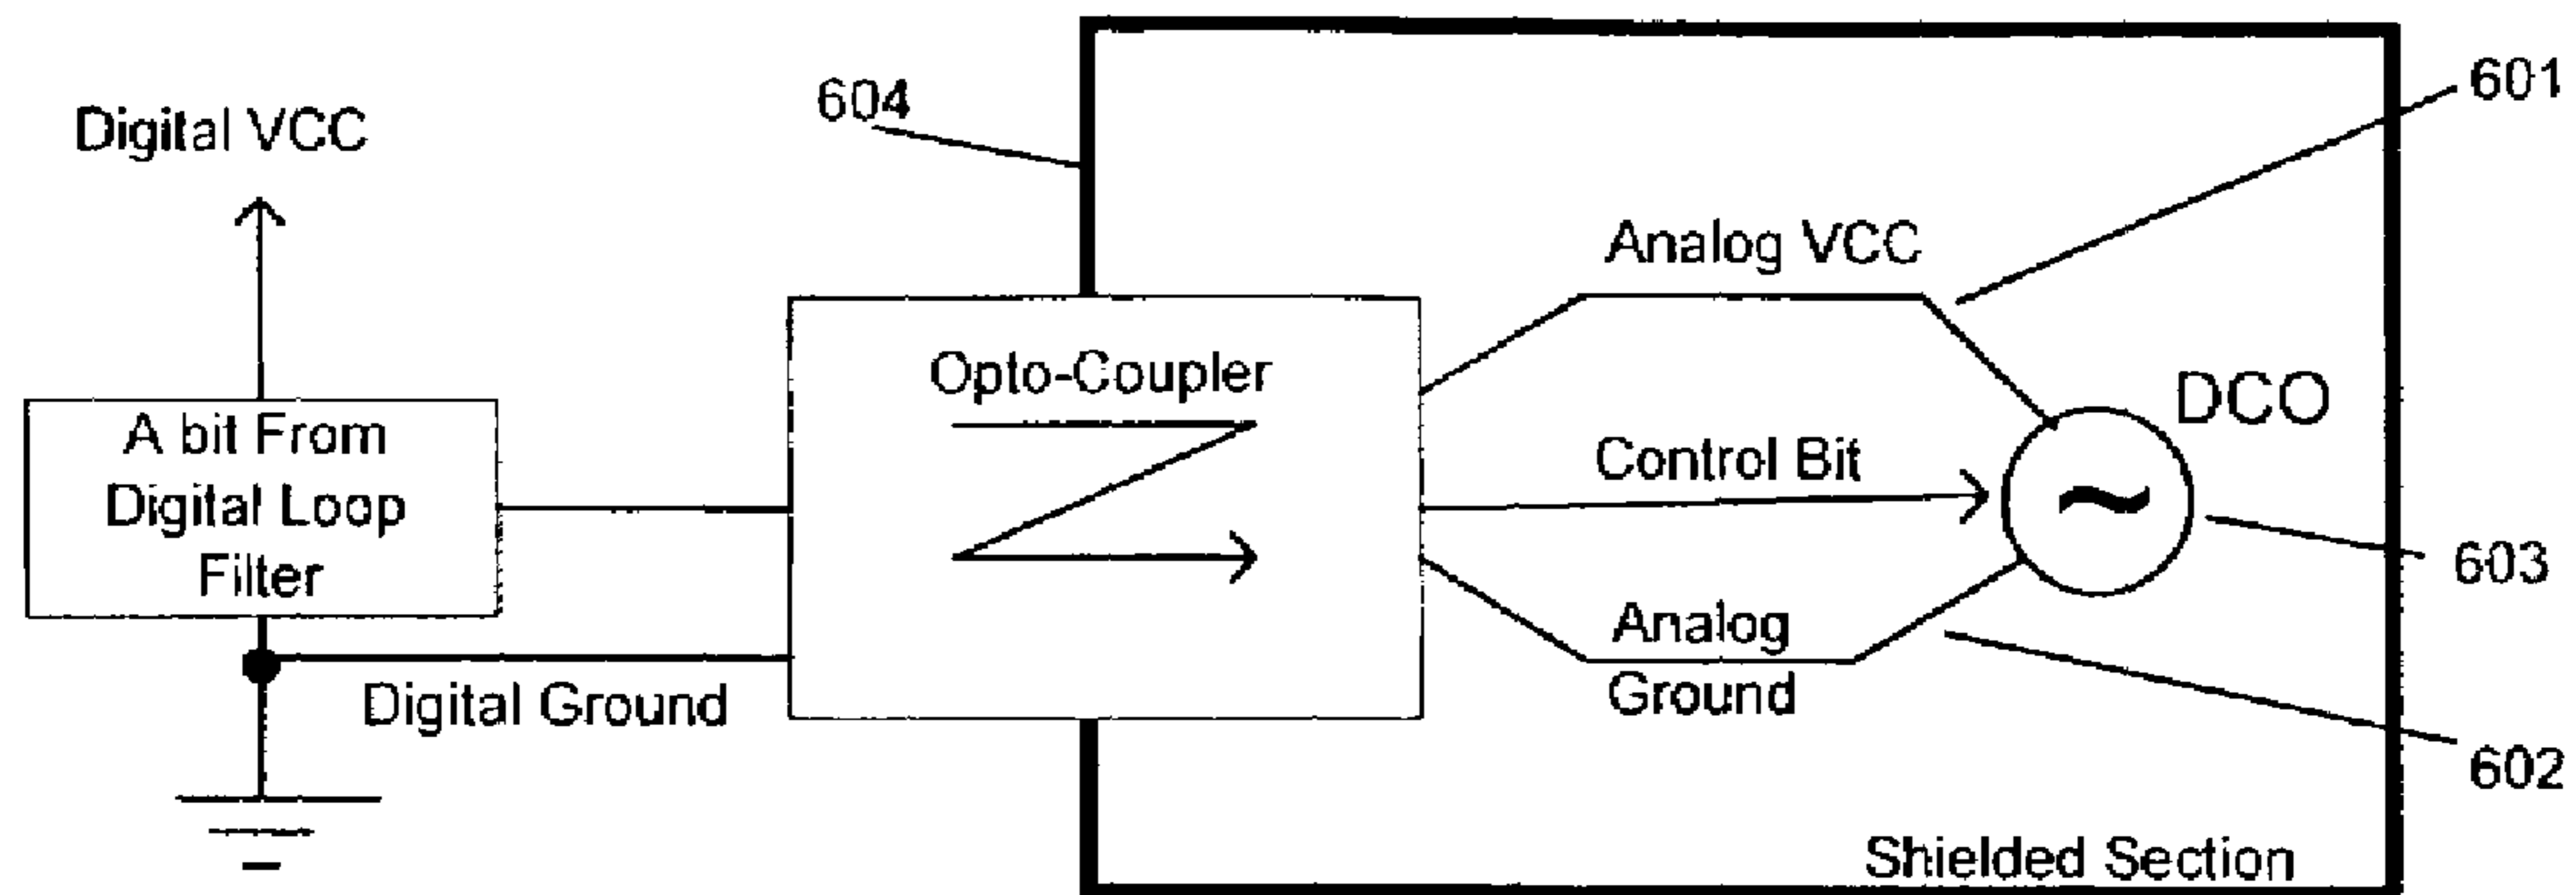 601
604
Digital VCC
Analog VCC
Opto-Coupler
DCO
A bit From
Digital Loop
Filter
Control Bit
603
Analog
Ground
Digital Ground
602
Shielded Section